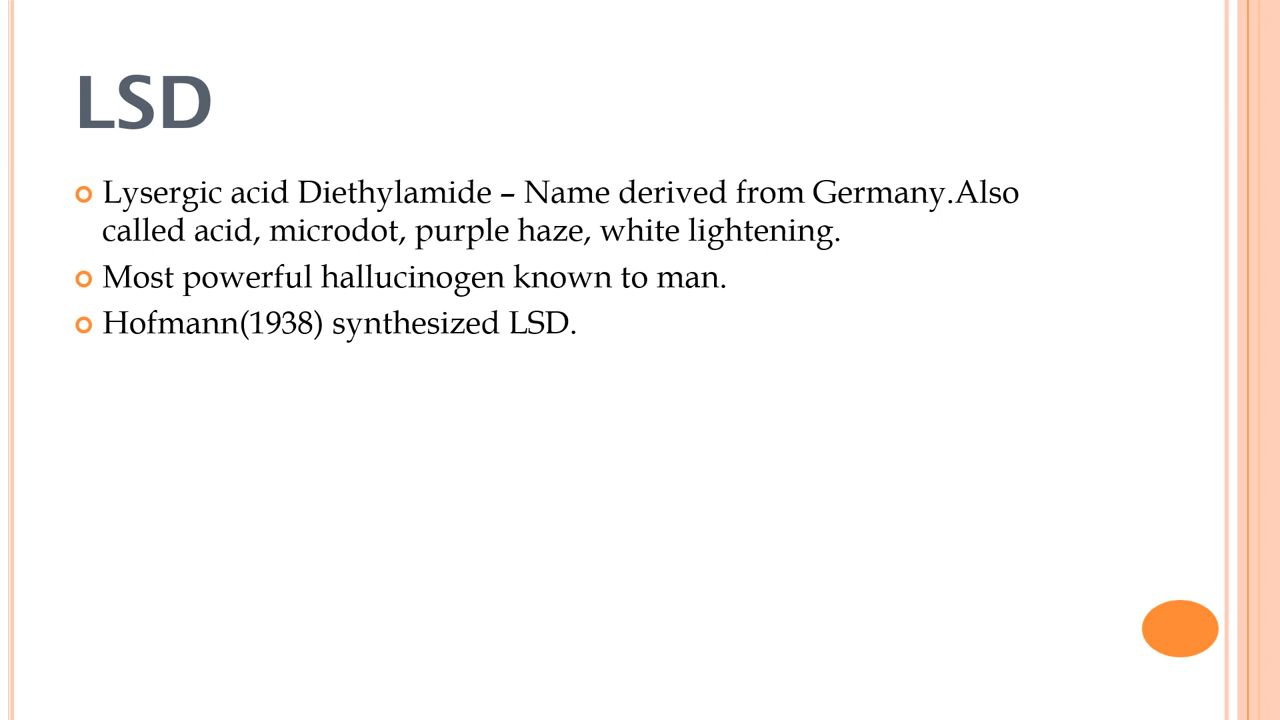 LSD
Lysergic acid Diethylamide – Name derived from Germany.Also
called acid, microdot, purple haze, white lightening.
Most powerful hallucinogen known to man.
Hofmann(1938) synthesized LSD.